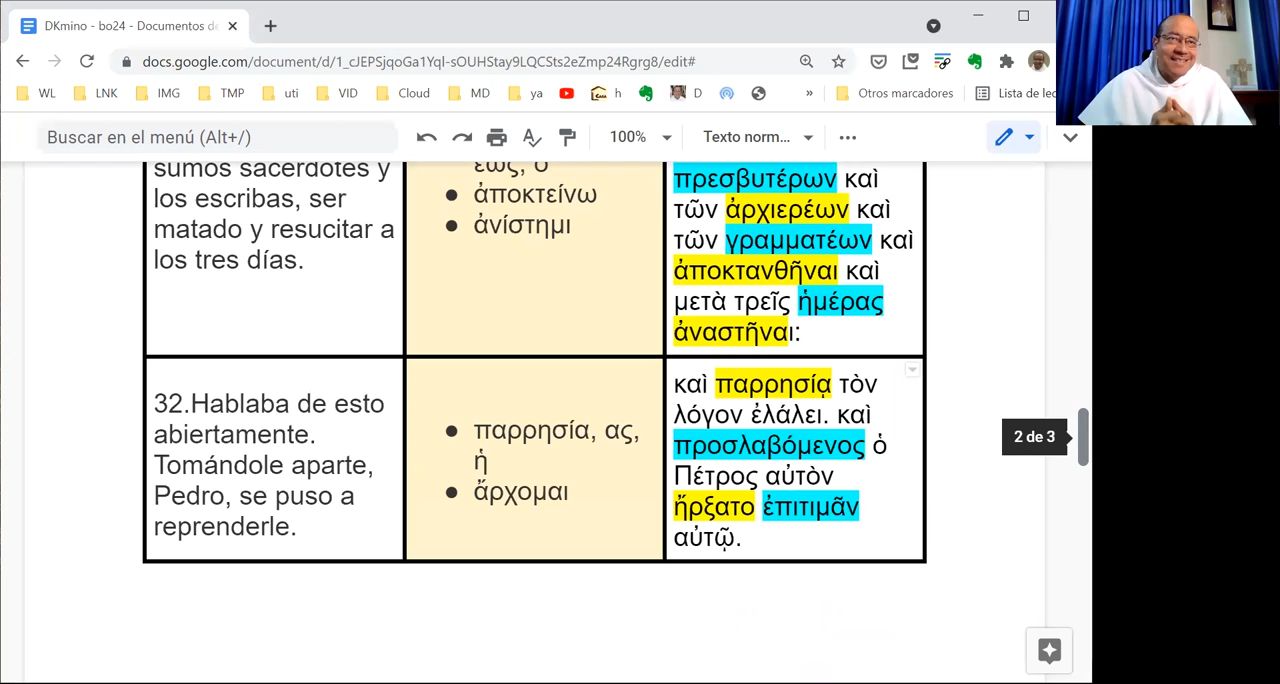 DKmino - bo24 - Documentos de
docs.google.com/document/d/1_cJEPSjqoGa1YqI-sOUHStay9LQCSts2eZmp24Rgrg8/edit#
WL LNK IMG TMP uti VID Cloud MD ya h D » Otros marcadores Lista de lec
Buscar en el menú (Alt+/) 100% Texto norm...
sumos sacerdotes y
los escribas, ser
matado y resucitar a
los tres días.
εως, ὁ
● ἀποκτείνω
● ἀνίστημι
πρεσβυτέρων καὶ
τῶν ἀρχιερέων καὶ
τῶν γραμματέων καὶ
ἀποκτανθῆναι καὶ
μετὰ τρεῖς ἡμέρας
ἀναστῆναι:
32.Hablaba de esto
abiertamente.
Tomándole aparte,
Pedro, se puso a
reprenderle.
● παρρησία, ας,
ἡ
● ἄρχομαι
καὶ παρρησίᾳ τὸν
λόγον ἐλάλει. καὶ
προσλαβόμενος ὁ
Πέτρος αὐτὸν
ἤρξατο ἐπιτιμᾶν
αὐτῷ.
2 de 3